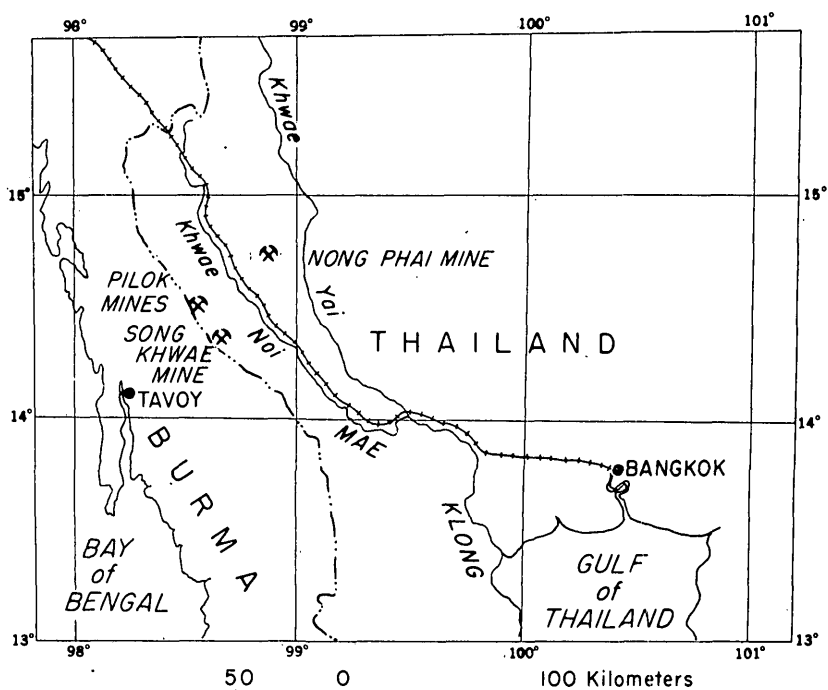 98° 99° 100° 101°
Khwae
15° 15°
Khwae
NONG PHAI MINE
PILOK
MINES
Yai
Noi
THAILAND
SONG
KHWAE
MINE
TAVOY
14° 14°
MAE
BURMA
BANGKOK
KLONG
BAY
of
BENGAL
GULF
of
THAILAND
13° 13°
98° 99° 100° 101°
50 0 100 Kilometers